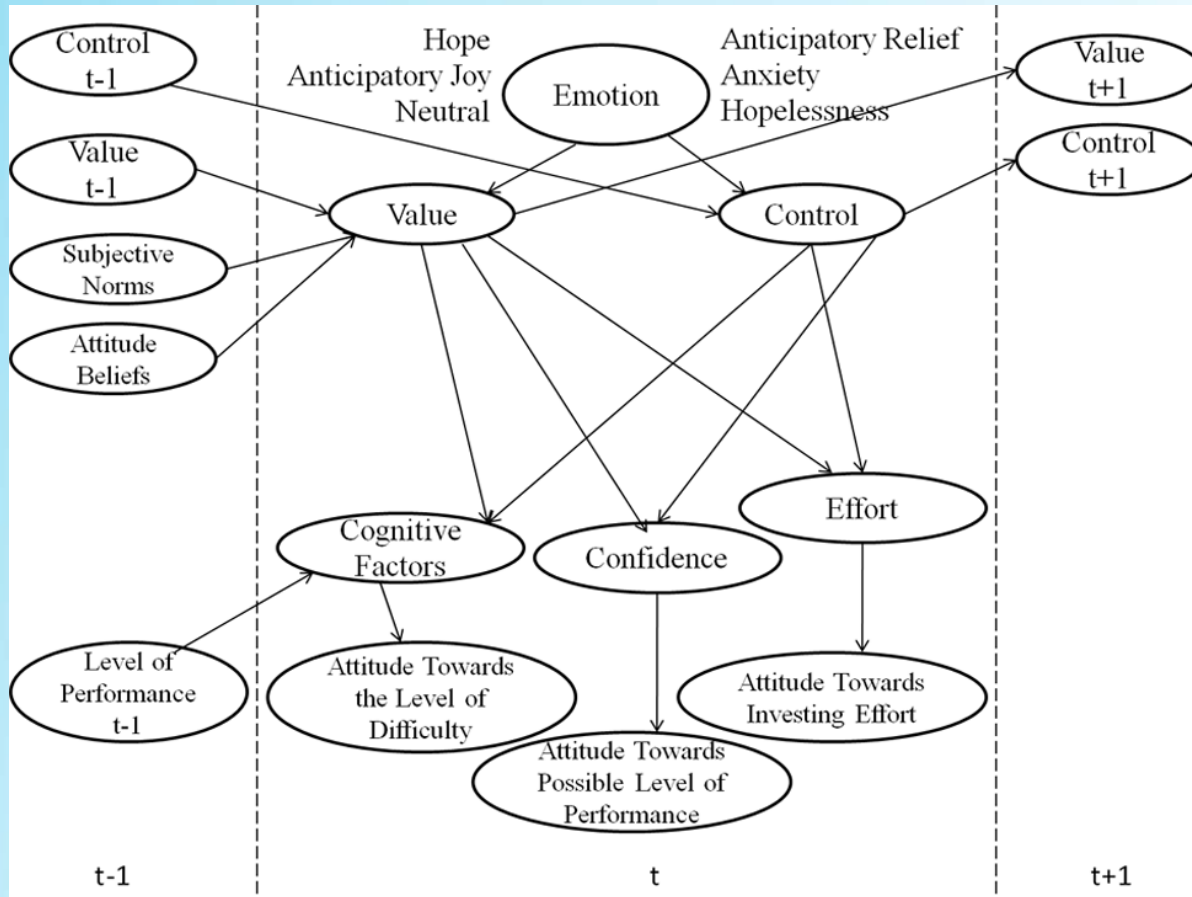 Control
t-1
Value
t-1
Subjective
Norms
Attitude
Beliefs
Level of
Performance
t-1
t-1
Hope
Anticipatory Joy
Neutral
Emotion
Anticipatory Relief
Anxiety
Hopelessness
Value
Control
Cognitive
Factors
Confidence
Effort
Attitude Towards
the Level of
Difficulty
Attitude Towards
Possible Level of
Performance
Attitude Towards
Investing Effort
t
Value
t+1
Control
t+1
t+1